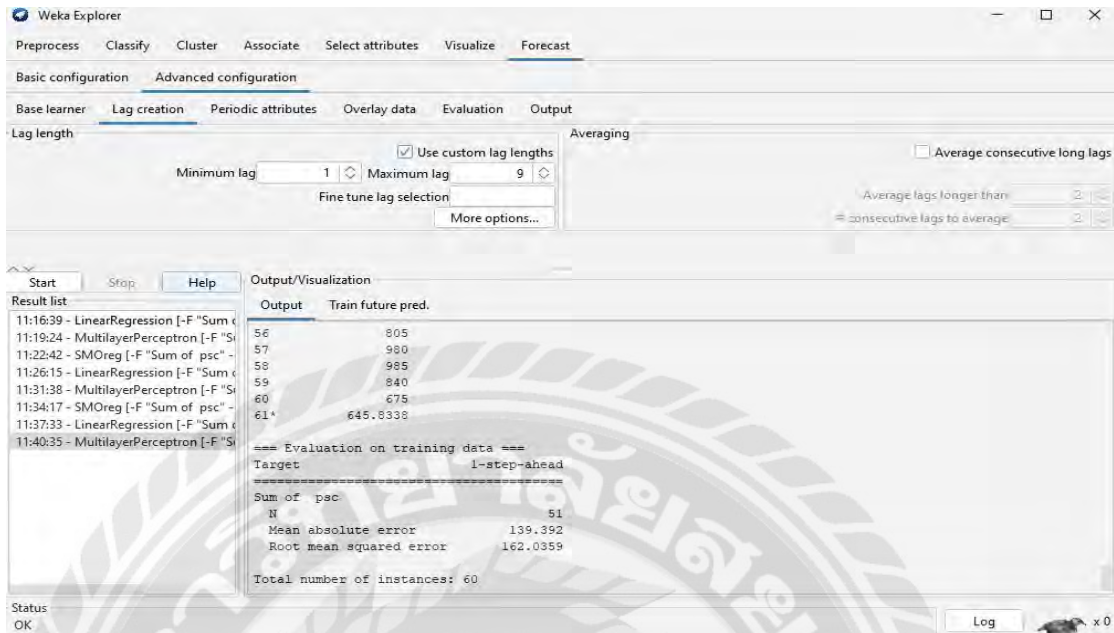 Weka Explorer
Preprocess Classify Cluster Associate Select attributes Visualize Forecast
Basic configuration Advanced configuration
Base learner Lag creation Periodic attributes Overlay data Evaluation Output
Lag length
Use custom lag lengths
Minimum lag 1 Maximum lag 9
Fine tune lag selection
More options...
Averaging
Average consecutive long lags
Average lags longer than 2
consecutive lags to average 2
Start Stop Help
Result list
11:16:39 - LinearRegression [-F "Sum
11:19:24 - MultilayerPerceptron [-F "S
11:22:42 - SMOreg [-F "Sum of psc" -
11:26:15 - LinearRegression [-F "Sum
11:31:38 - MultilayerPerceptron [-F "S
11:34:17 - SMOreg [-F "Sum of psc" -
11:37:33 - LinearRegression [-F "Sum
11:40:35 - MultilayerPerceptron [-F "S
Output/Visualization
Output Train future pred.
56 805
57 980
58 985
59 840
60 675
61* 645.8338
=== Evaluation on training data ===
Target 1-step-ahead
=======================================
Sum of psc
N 51
Mean absolute error 139.392
Root mean squared error 162.0359
Total number of instances: 60
Status
OK
Log x 0